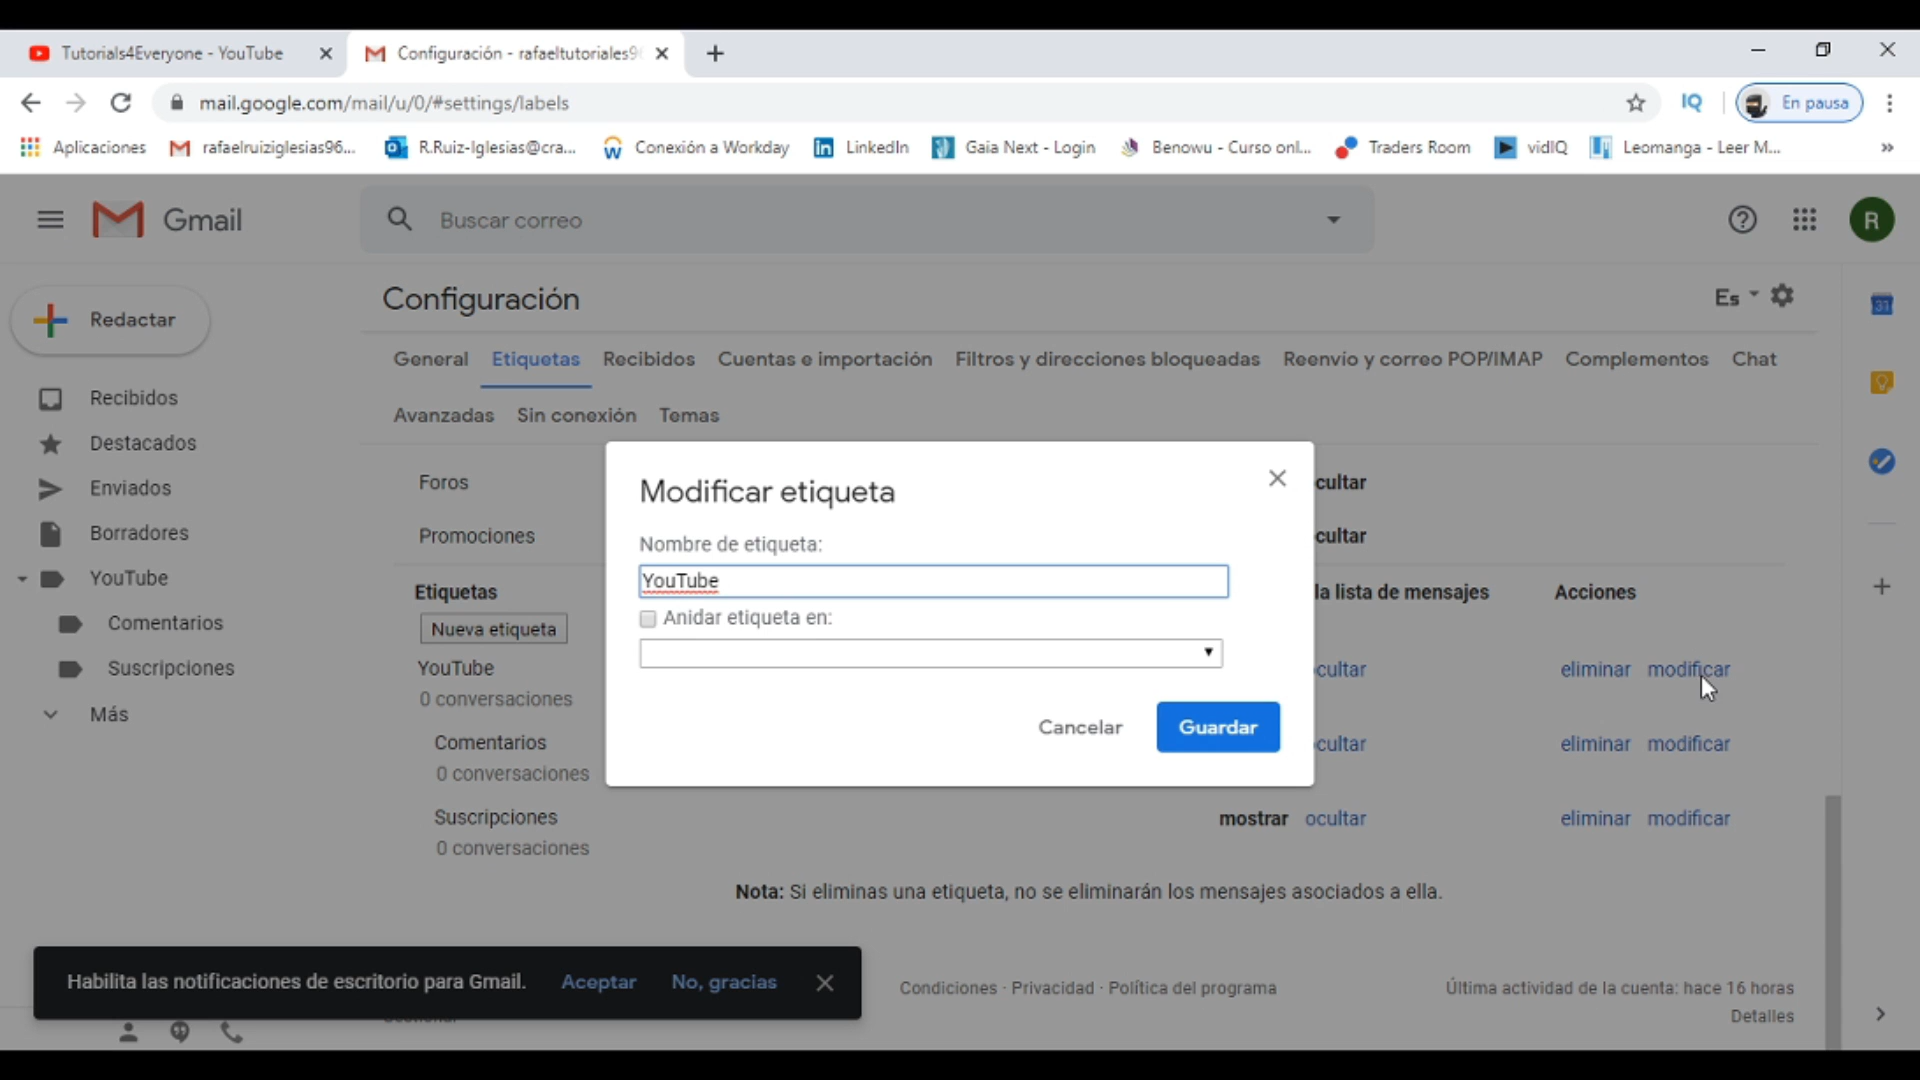 Tutorials4Everyone - YouTube
Configuración - rafaeltutoriales9
mail.google.com/mail/u/0/#settings/labels
IQ
En pausa
Aplicaciones
rafaelruiziglesias96...
R.Ruiz-Iglesias@cra...
Conexión a Workday
LinkedIn
Gaia Next - Login
Benowu - Curso onl...
Traders Room
vidIQ
Leomanga - Leer M...
»
Gmail
Buscar correo
R
Redactar
Configuración
Es
31
General
Etiquetas
Recibidos
Cuentas e importación
Filtros y direcciones bloqueadas
Reenvío y correo POP/IMAP
Complementos
Chat
Avanzadas
Sin conexión
Temas
Recibidos
Destacados
Enviados
Borradores
YouTube
Comentarios
Suscripciones
Más
Foros
cultar
Promociones
cultar
Etiquetas
la lista de mensajes
Acciones
Nueva etiqueta
YouTube
0 conversaciones
ocultar
eliminar
modificar
Comentarios
0 conversaciones
ocultar
eliminar
modificar
Suscripciones
0 conversaciones
mostrar
ocultar
eliminar
modificar
Modificar etiqueta
Nombre de etiqueta:
YouTube
Anidar etiqueta en:
Cancelar
Guardar
Nota: Si eliminas una etiqueta, no se eliminarán los mensajes asociados a ella.
Habilita las notificaciones de escritorio para Gmail.
Aceptar
No, gracias
Condiciones · Privacidad · Política del programa
Última actividad de la cuenta: hace 16 horas
Detalles